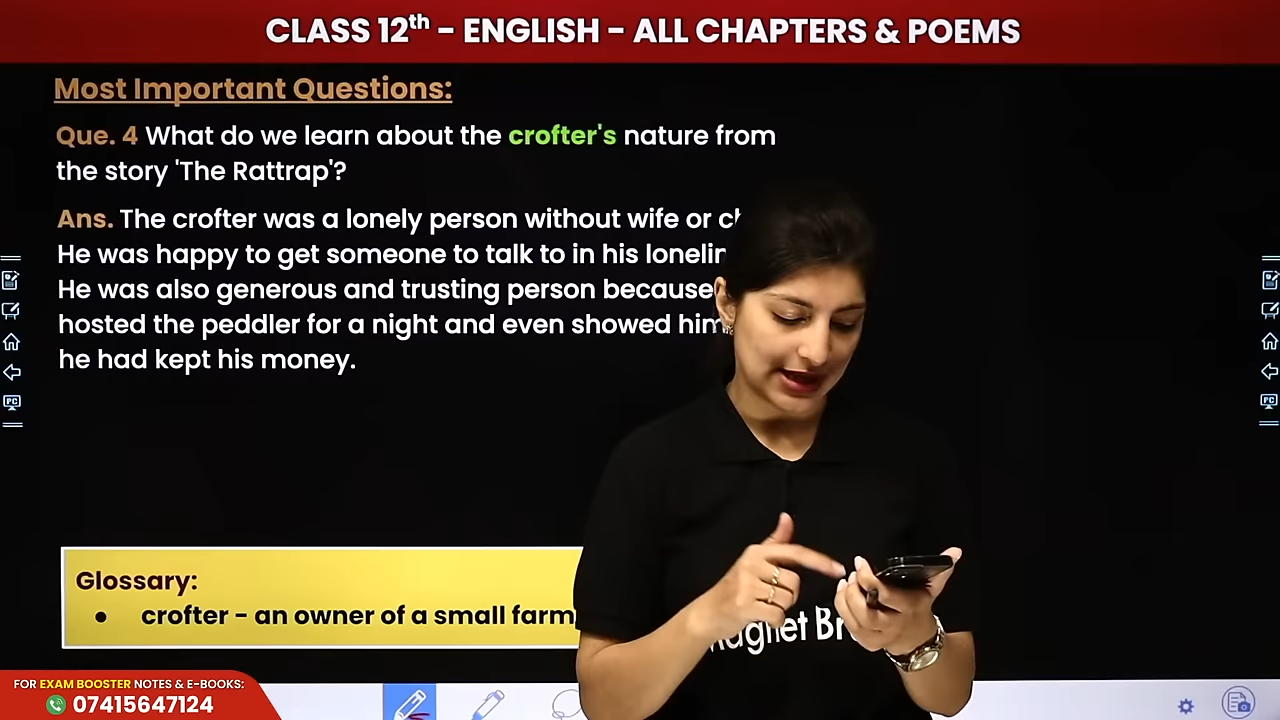 CLASS 12th - ENGLISH - ALL CHAPTERS & POEMS
Most Important Questions:
Que. 4 What do we learn about the crofter's nature from
the story 'The Rattrap'?
Ans. The crofter was a lonely person without wife or
He was happy to get someone to talk to in his
He was also generous and trusting person because
hosted the peddler for a night and even showed him
he had kept his money.
Glossary:
• crofter - an owner of a small farm
FOR EXAM BOOSTER NOTES & E-BOOKS:
07415647124
PC
PC